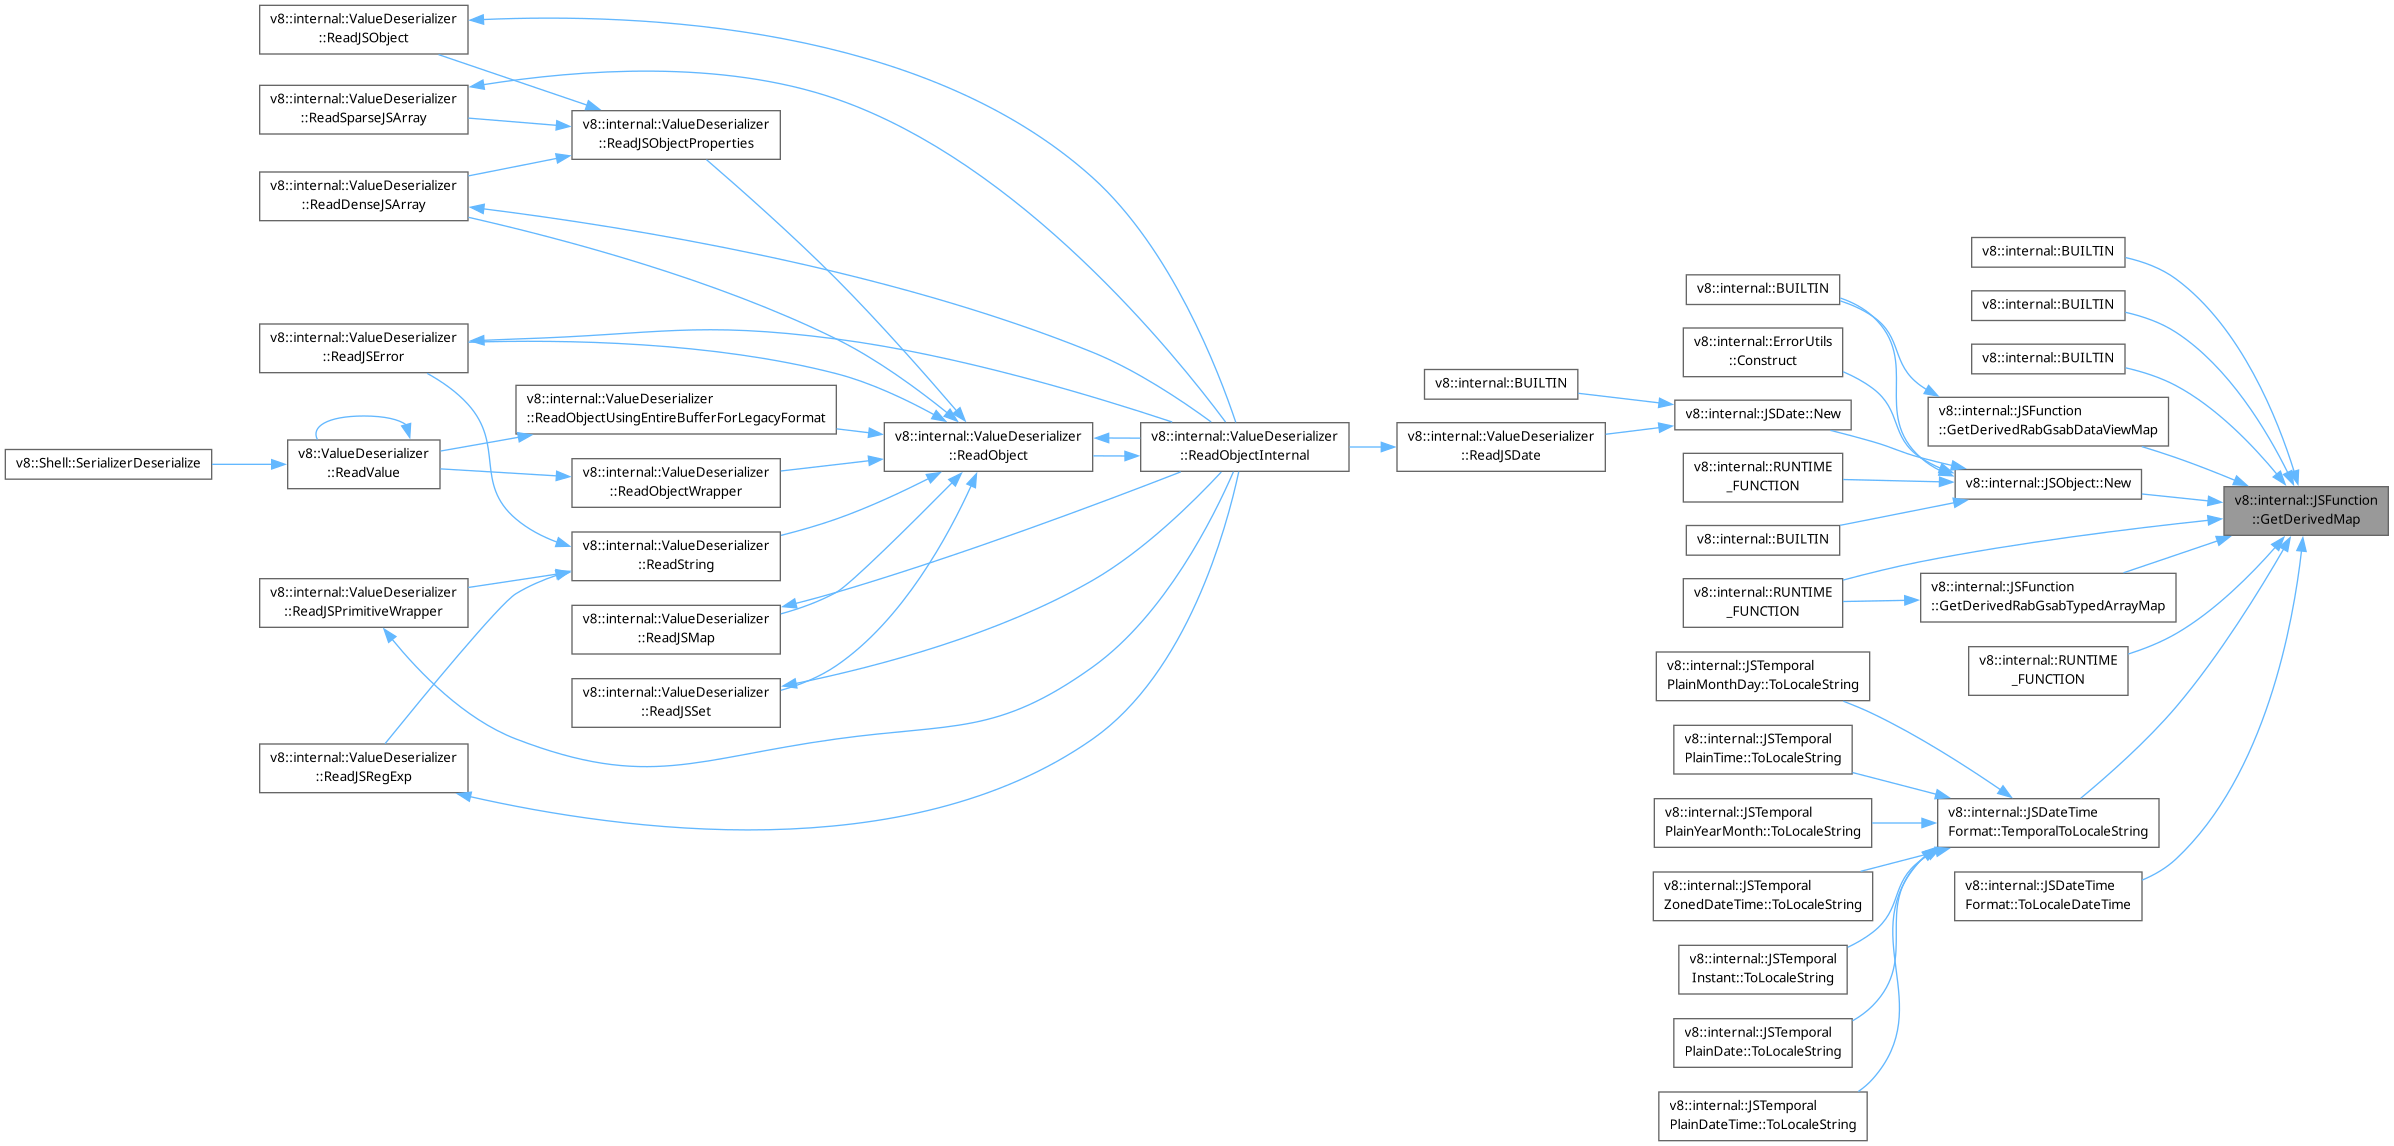 v8::internal::ValueDeserializer
::ReadJSObject
v8::internal::ValueDeserializer
::ReadSparseJSArray
v8::internal::ValueDeserializer
::ReadDenseJSArray
v8::internal::ValueDeserializer
::ReadJSError
v8::Shell::SerializerDeserialize
v8::ValueDeserializer
::ReadValue
v8::internal::ValueDeserializer
::ReadJSPrimitiveWrapper
v8::internal::ValueDeserializer
::ReadJSRegExp
v8::internal::ValueDeserializer
::ReadJSObjectProperties
v8::internal::ValueDeserializer
::ReadObjectUsingEntireBufferForLegacyFormat
v8::internal::ValueDeserializer
::ReadObjectWrapper
v8::internal::ValueDeserializer
::ReadString
v8::internal::ValueDeserializer
::ReadJSMap
v8::internal::ValueDeserializer
::ReadJSSet
v8::internal::ValueDeserializer
::ReadObject
v8::internal::ValueDeserializer
::ReadObjectInternal
v8::internal::BUILTIN
v8::internal::ValueDeserializer
::ReadJSDate
v8::internal::BUILTIN
v8::internal::ErrorUtils
::Construct
v8::internal::JSDate::New
v8::internal::RUNTIME
_FUNCTION
v8::internal::BUILTIN
v8::internal::RUNTIME
_FUNCTION
v8::internal::JSTemporal
PlainMonthDay::ToLocaleString
v8::internal::JSTemporal
PlainTime::ToLocaleString
v8::internal::JSTemporal
PlainYearMonth::ToLocaleString
v8::internal::JSTemporal
ZonedDateTime::ToLocaleString
v8::internal::JSTemporal
Instant::ToLocaleString
v8::internal::JSTemporal
PlainDate::ToLocaleString
v8::internal::JSTemporal
PlainDateTime::ToLocaleString
v8::internal::BUILTIN
v8::internal::BUILTIN
v8::internal::BUILTIN
v8::internal::JSFunction
::GetDerivedRabGsabDataViewMap
v8::internal::JSObject::New
v8::internal::JSFunction
::GetDerivedRabGsabTypedArrayMap
v8::internal::RUNTIME
_FUNCTION
v8::internal::JSDateTime
Format::TemporalToLocaleString
v8::internal::JSDateTime
Format::ToLocaleDateTime
v8::internal::JSFunction
::GetDerivedMap